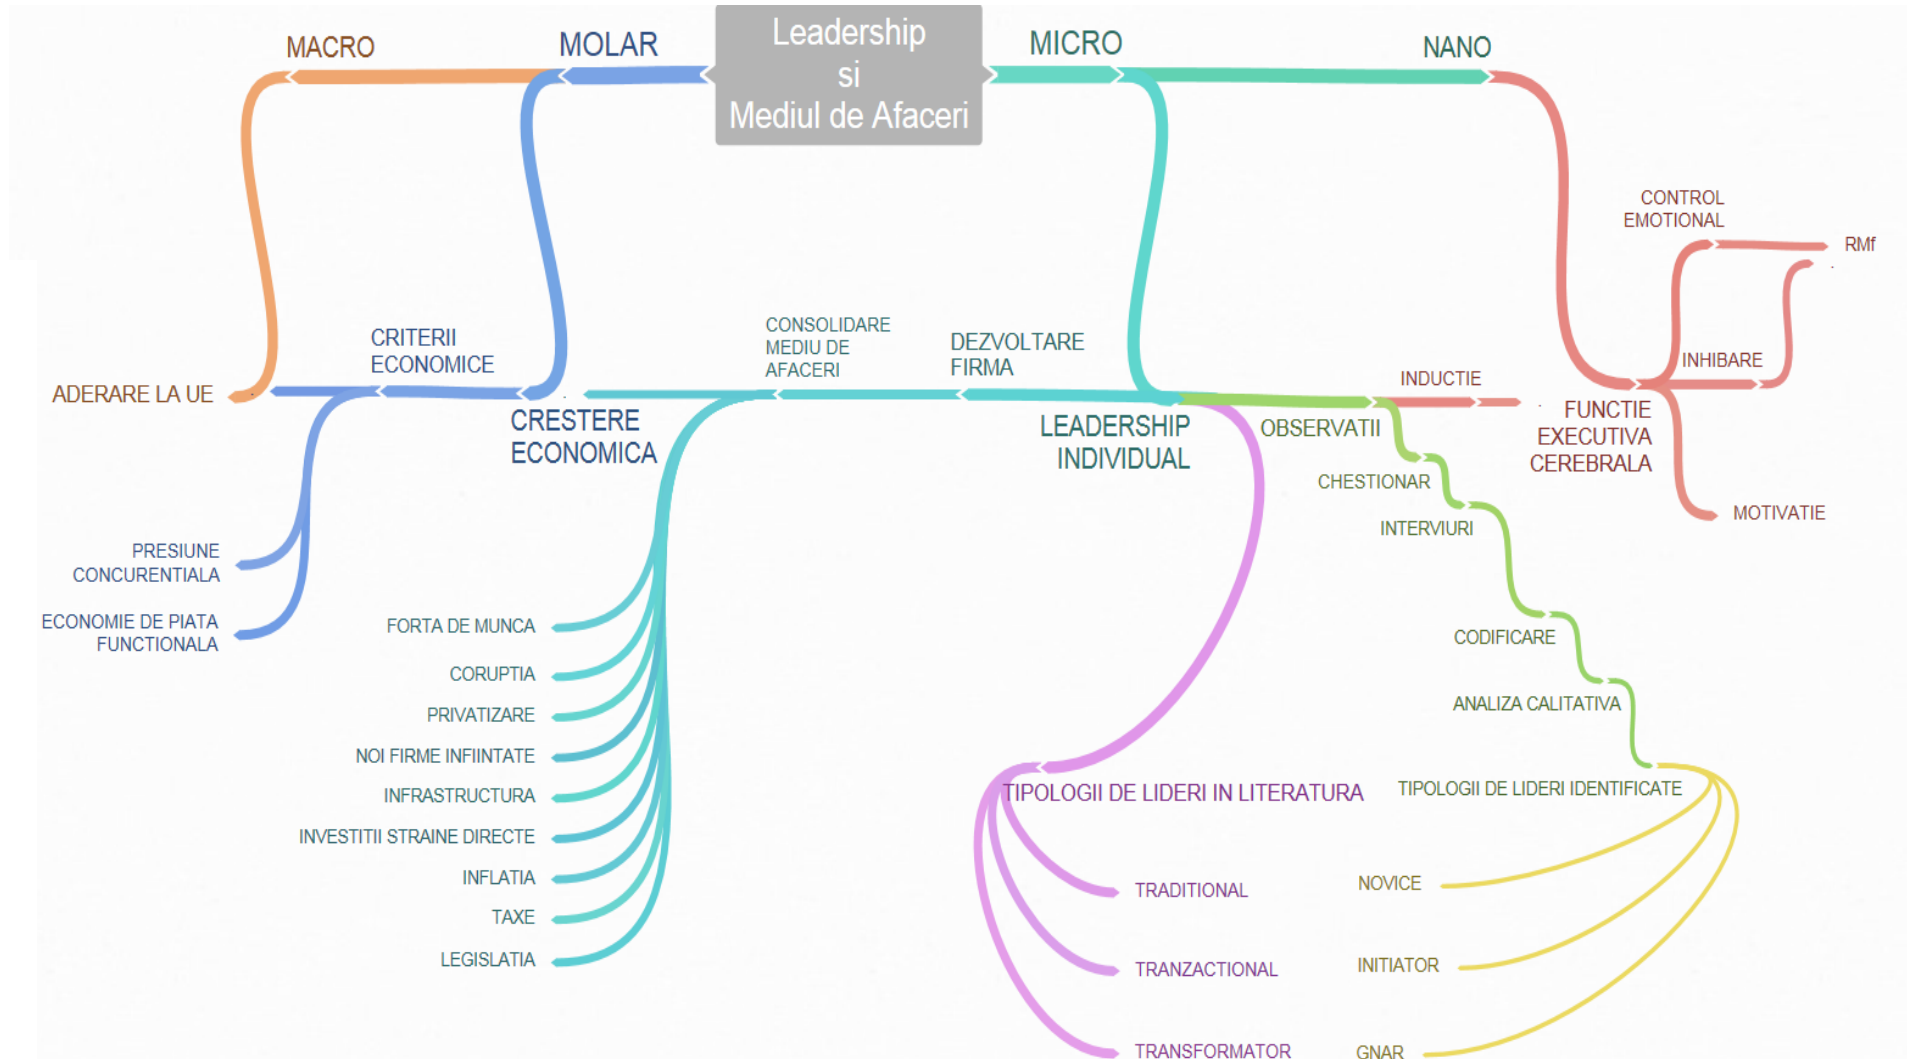 Leadership
si
Mediul de Afaceri
MACRO
MOLAR
MICRO
NANO
ADERARE LA UE
CRITERII
ECONOMICE
CRESTERE
ECONOMICA
PRESIUNE
CONCURENTIALA
ECONOMIE DE PIATA
FUNCTIONALA
CONSOLIDARE
MEDIU DE
AFACERI
DEZVOLTARE
FIRMA
LEADERSHIP
INDIVIDUAL
FORTA DE MUNCA
CORUPTIA
PRIVATIZARE
NOI FIRME INFIINTATE
INFRASTRUCTURA
INVESTITII STRAINE DIRECTE
INFLATIA
TAXE
LEGISLATIA
OBSERVATII
INDUCTIE
CHESTIONAR
INTERVIURI
CODIFICARE
ANALIZA CALITATIVA
TIPOLOGII DE LIDERI IDENTIFICATE
NOVICE
INITIATOR
GNAR
TIPOLOGII DE LIDERI IN LITERATURA
TRADITIONAL
TRANZACTIONAL
TRANSFORMATOR
FUNCTIE
EXECUTIVA
CEREBRALA
CONTROL
EMOTIONAL
RMf
INHIBARE
MOTIVATIE